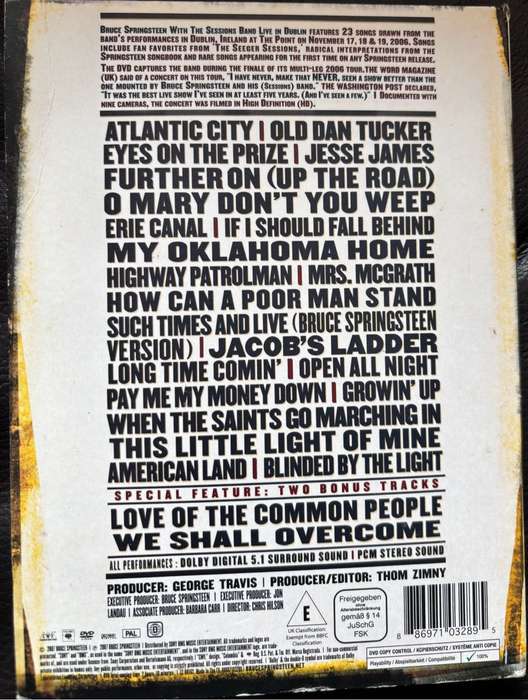 BRUCE SPRINGSTEEN WITH THE SESSIONS BAND LIVE IN DUBLIN FEATURES 23 SONGS DRAWN FROM THE
BAND'S PERFORMANCES IN DUBLIN, IRELAND AT THE POINT ON NOVEMBER 17, 18 & 19, 2006. SONGS
INCLUDE FAN FAVORITES FROM 'THE SEEGER SESSIONS,' RADICAL INTERPRETATIONS FROM THE
SPRINGSTEEN SONGBOOK AND RARE SONGS APPEARING FOR THE FIRST TIME ON ANY SPRINGSTEEN RELEASE.
THE DVD CAPTURES THE BAND DURING THE FINALE OF ITS MULTI-LEG 2006 TOUR. THE WORD MAGAZINE
(UK) SAID OF A CONCERT ON THIS TOUR, "I HAVE NEVER, MAKE THAT NEVER, SEEN A SHOW BETTER THAN THE
ONE MOUNTED BY BRUCE SPRINGSTEEN AND HIS (SESSIONS) BAND." THE WASHINGTON POST DECLARED,
"IT WAS THE BEST LIVE SHOW I'VE SEEN IN AT LEAST FIVE YEARS. (AND I'VE SEEN A FEW.)" | DOCUMENTED WITH
NINE CAMERAS, THE CONCERT WAS FILMED IN HIGH DEFINITION (HD).
ATLANTIC CITY | OLD DAN TUCKER
EYES ON THE PRIZE | JESSE JAMES
FURTHER ON (UP THE ROAD)
O MARY DON'T YOU WEEP
ERIE CANAL | IF I SHOULD FALL BEHIND
MY OKLAHOMA HOME
HIGHWAY PATROLMAN | MRS. MCGRATH
HOW CAN A POOR MAN STAND
SUCH TIMES AND LIVE (BRUCE SPRINGSTEEN
VERSION) | JACOB'S LADDER
LONG TIME COMIN' | OPEN ALL NIGHT
PAY ME MY MONEY DOWN | GROWIN' UP
WHEN THE SAINTS GO MARCHING IN
THIS LITTLE LIGHT OF MINE
AMERICAN LAND | BLINDED BY THE LIGHT
SPECIAL FEATURE: TWO BONUS TRACKS
LOVE OF THE COMMON PEOPLE
WE SHALL OVERCOME
ALL PERFORMANCES : DOLBY DIGITAL 5.1 SURROUND SOUND | PCM STEREO SOUND
PRODUCER: GEORGE TRAVIS | PRODUCER/EDITOR: THOM ZIMNY
EXECUTIVE PRODUCER: BRUCE SPRINGSTEEN | EXECUTIVE PRODUCER: JON
LANDAU | ASSOCIATE PRODUCER: BARBARA CARR | DIRECTOR: CHRIS HILSON
PAL
E
UK Classification
Exempt from BBFC
Classification
Freigegeben
ohne
Altersbeschränkung
gemäß § 14
JuSchG
FSK
8 86971 03289 5
DVD COPY CONTROL / KOPIERSCHUTZ / SYSTÈME ANTI COPIE
Playability / Abspielbarkeit / Compatibilité ✓ 100%